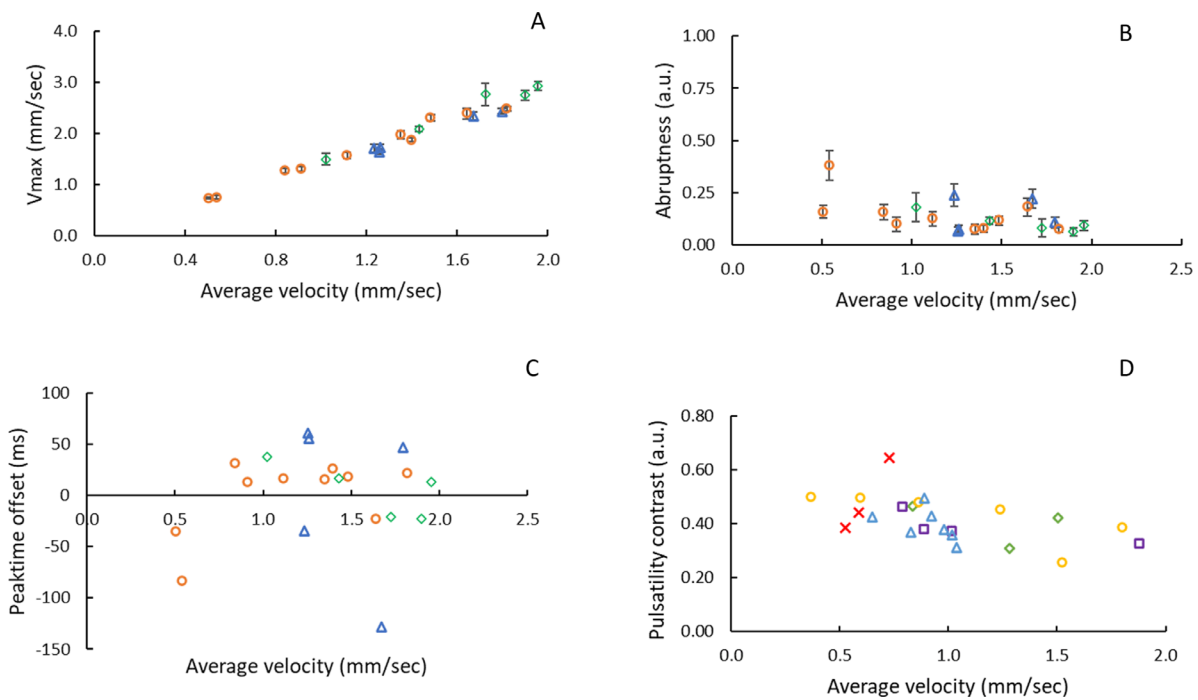 A
4.0
3.0
2.0
1.0
0.0
Vmax (mm/sec)
0.0 0.4 0.8 1.2 1.6 2.0
Average velocity (mm/sec)
B
1.00
0.75
0.50
0.25
0.00
Abruptness (a.u.)
0.0 0.5 1.0 1.5 2.0 2.5
Average velocity (mm/sec)
C
100
50
0
-50
-100
-150
Peaktime offset (ms)
0.0 0.5 1.0 1.5 2.0 2.5
Average velocity (mm/sec)
D
0.80
0.60
0.40
0.20
0.00
Pulsatility contrast (a.u.)
0.0 0.5 1.0 1.5 2.0
Average velocity (mm/sec)